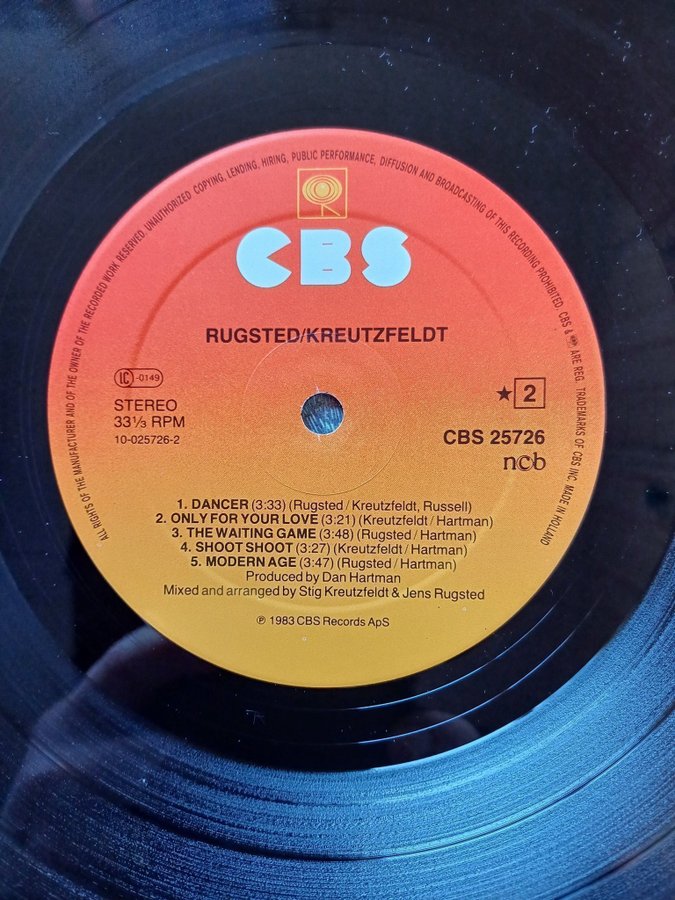 ALL RIGHTS OF THE MANUFACTURER AND OF THE OWNER OF THE RECORDED WORK RESERVED. UNAUTHORIZED COPYING, LENDING, HIRING, PUBLIC PERFORMANCE, DIFFUSION AND BROADCASTING OF THIS RECORDING PROHIBITED. CBS & ARE REG. TRADEMARKS OF CBS INC. MADE IN HOLLAND
CBS
RUGSTED/KREUTZFELDT
LC-0149
STEREO
33⅓ RPM
10-025726-2
★ 2
CBS 25726
ncb
1. DANCER (3:33) (Rugsted/Kreutzfeldt, Russell)
2. ONLY FOR YOUR LOVE (3:21) (Kreutzfeldt/Hartman)
3. THE WAITING GAME (3:48) (Rugsted/Hartman)
4. SHOOT SHOOT (3:27) (Kreutzfeldt/Hartman)
5. MODERN AGE (3:47) (Rugsted/Hartman)
Produced by Dan Hartman
Mixed and arranged by Stig Kreutzfeldt & Jens Rugsted
℗ 1983 CBS Records ApS